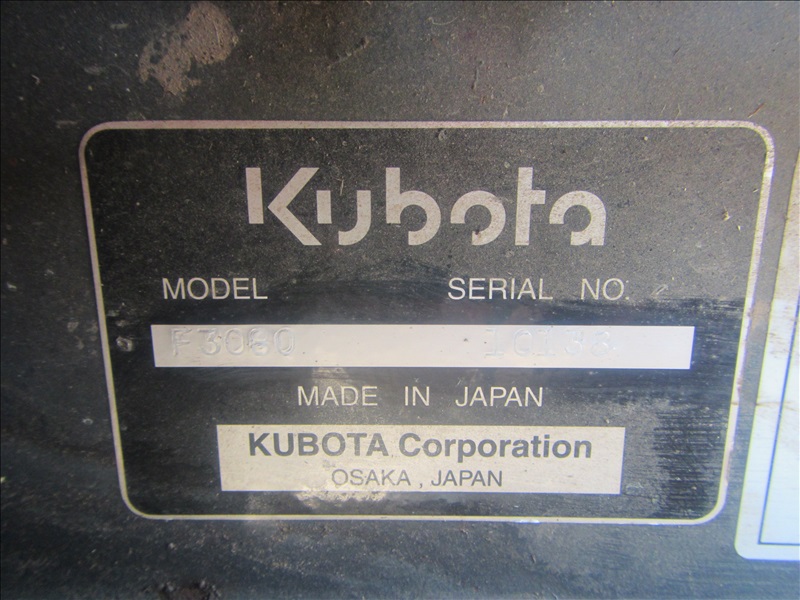 Kubota
MODEL SERIAL NO.
F3060
MADE IN JAPAN
KUBOTA Corporation
OSAKA , JAPAN